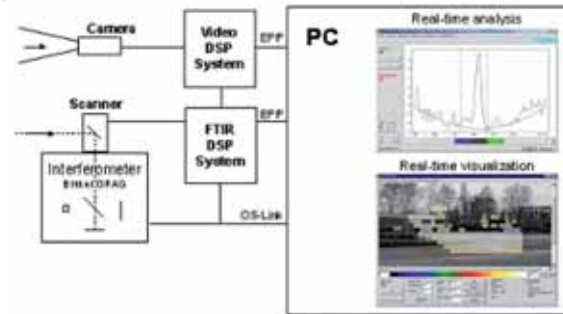 Camera
Video
DSP
System
EPP
Scanner
FTIR
DSP
System
EPP
Interferometer
OS-Link
PC
Real-time analysis
Real-time visualization